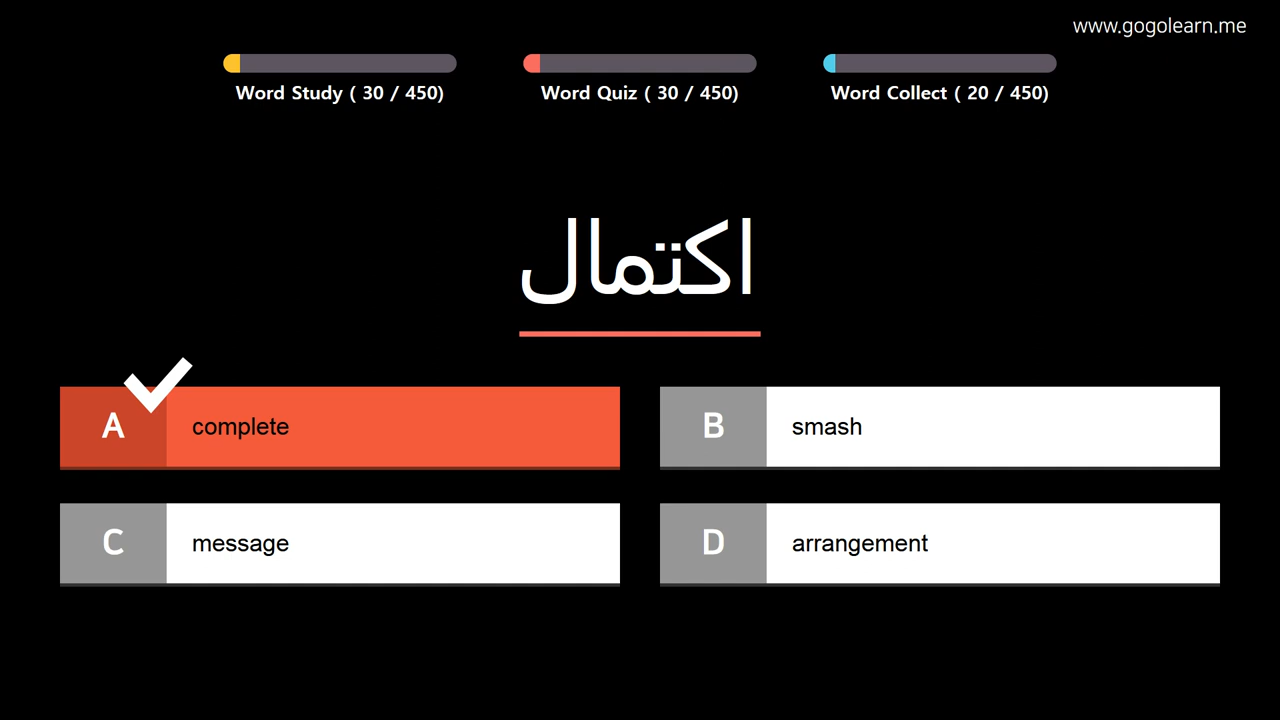 www.gogolearn.me
Word Study ( 30 / 450)
Word Quiz ( 30 / 450)
Word Collect ( 20 / 450)
اكتمال
A complete
B smash
C message
D arrangement